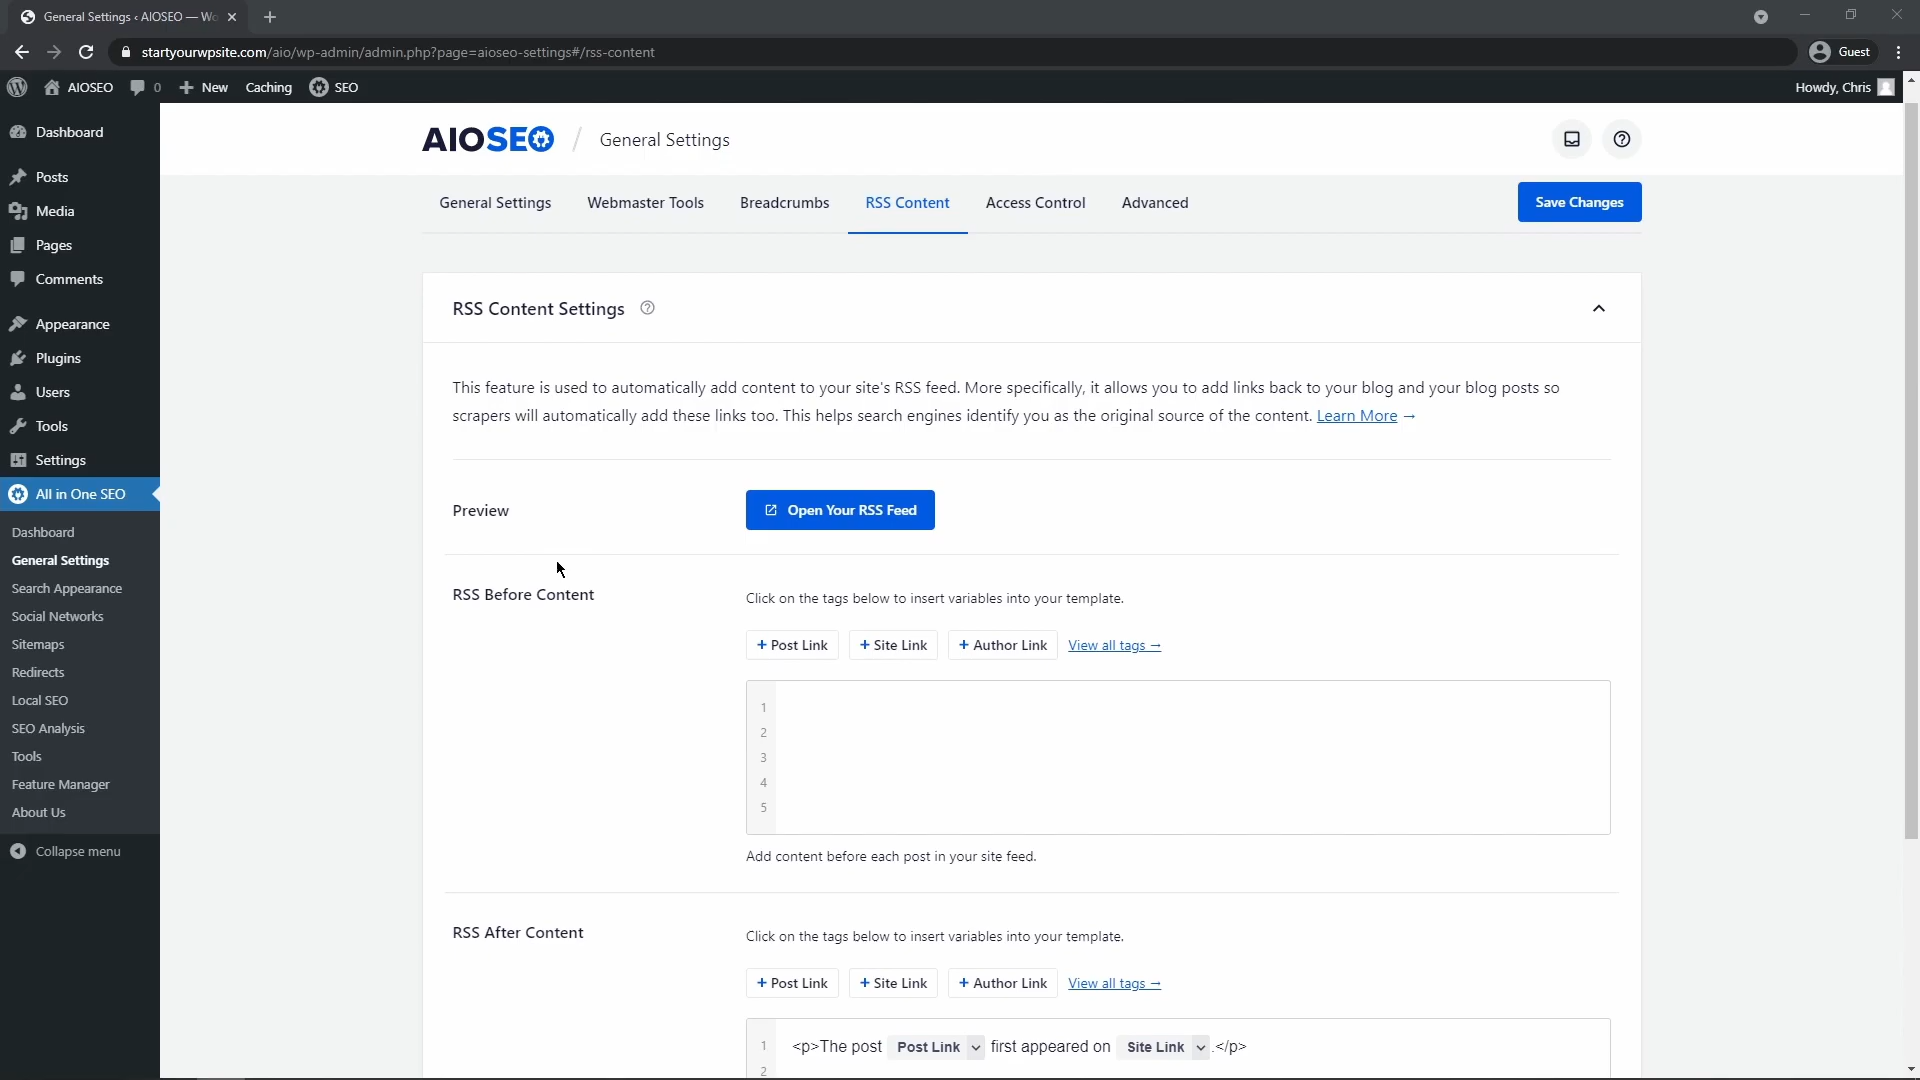 General Settings ‹ AIOSEO — Wo
startyourwpsite.com/aio/wp-admin/admin.php?page=aioseo-settings#/rss-content
Guest
AIOSEO
0
New
Caching
SEO
Howdy, Chris
Dashboard
Posts
Media
Pages
Comments
Appearance
Plugins
Users
Tools
Settings
All in One SEO
Dashboard
General Settings
Search Appearance
Social Networks
Sitemaps
Redirects
Local SEO
SEO Analysis
Tools
Feature Manager
About Us
Collapse menu
AIOSEO / General Settings
General Settings
Webmaster Tools
Breadcrumbs
RSS Content
Access Control
Advanced
Save Changes
RSS Content Settings
This feature is used to automatically add content to your site's RSS feed. More specifically, it allows you to add links back to your blog and your blog posts so
scrapers will automatically add these links too. This helps search engines identify you as the original source of the content. Learn More →
Preview
Open Your RSS Feed
RSS Before Content
Click on the tags below to insert variables into your template.
+ Post Link
+ Site Link
+ Author Link
View all tags →
1
2
3
4
5
Add content before each post in your site feed.
RSS After Content
Click on the tags below to insert variables into your template.
+ Post Link
+ Site Link
+ Author Link
View all tags →
1
<p>The post Post Link first appeared on Site Link .</p>
2